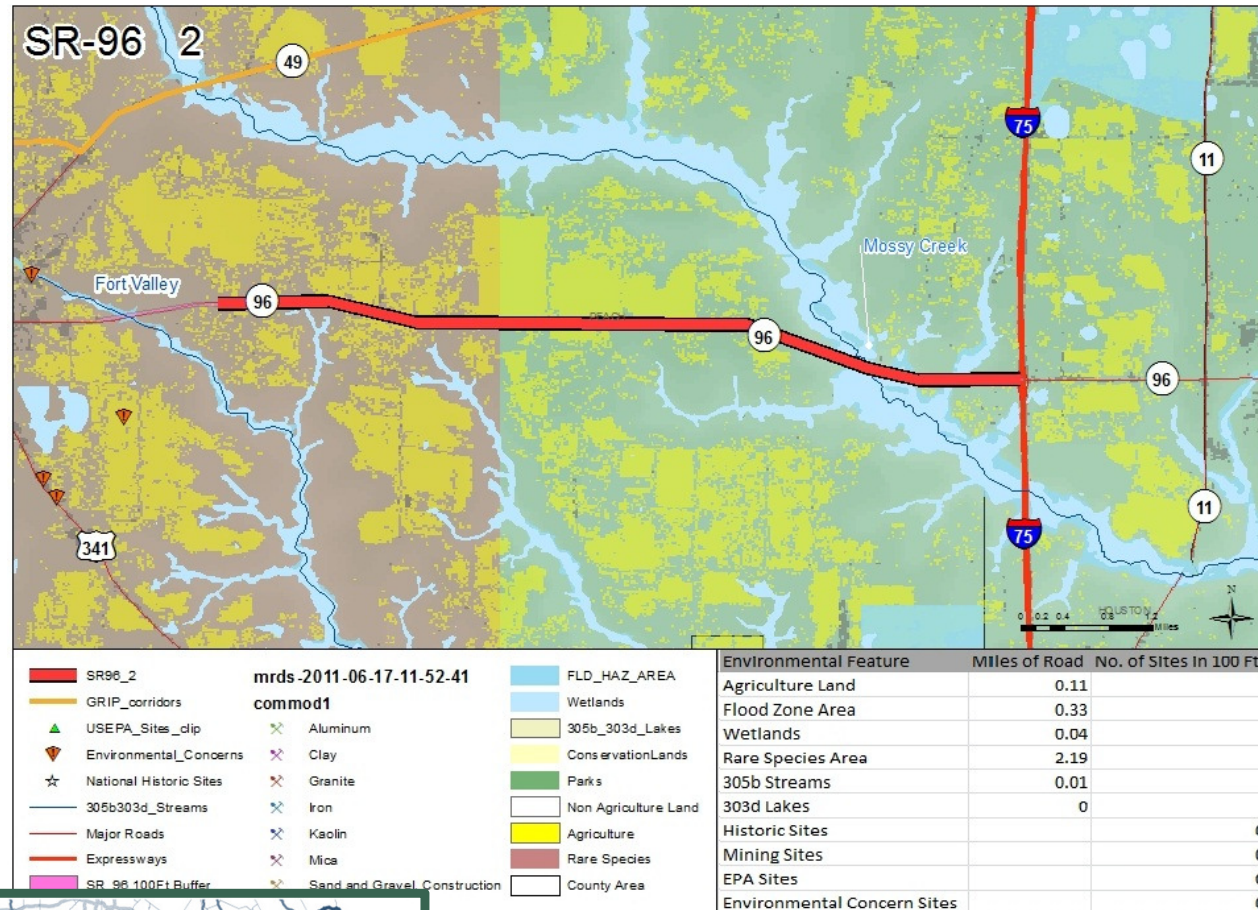 SR-96 2
49
75
11
Mossy Creek
Fort Valley
96
96
96
11
75
341
HOUSTON
N
0 0.2 0.4 0.8 1.2
Miles
SR96_2
GRIP_corridors
USEPA_Sites_clip
Environmental_Concerns
National Historic Sites
305b303d_Streams
Major Roads
Expressways
SR_96 100Ft Buffer
mrds-2011-06-17-11-52-41
commod1
Aluminum
Clay
Granite
Iron
Kaolin
Mica
Sand and Gravel, Construction
FLD_HAZ_AREA
Wetlands
305b_303d_Lakes
ConservationLands
Parks
Non Agriculture Land
Agriculture
Rare Species
County Area
Environmental Feature Miles of Road No. of Sites In 100 Ft
Agriculture Land 0.11
Flood Zone Area 0.33
Wetlands 0.04
Rare Species Area 2.19
305b Streams 0.01
303d Lakes 0
Historic Sites
Mining Sites
EPA Sites
Environmental Concern Sites